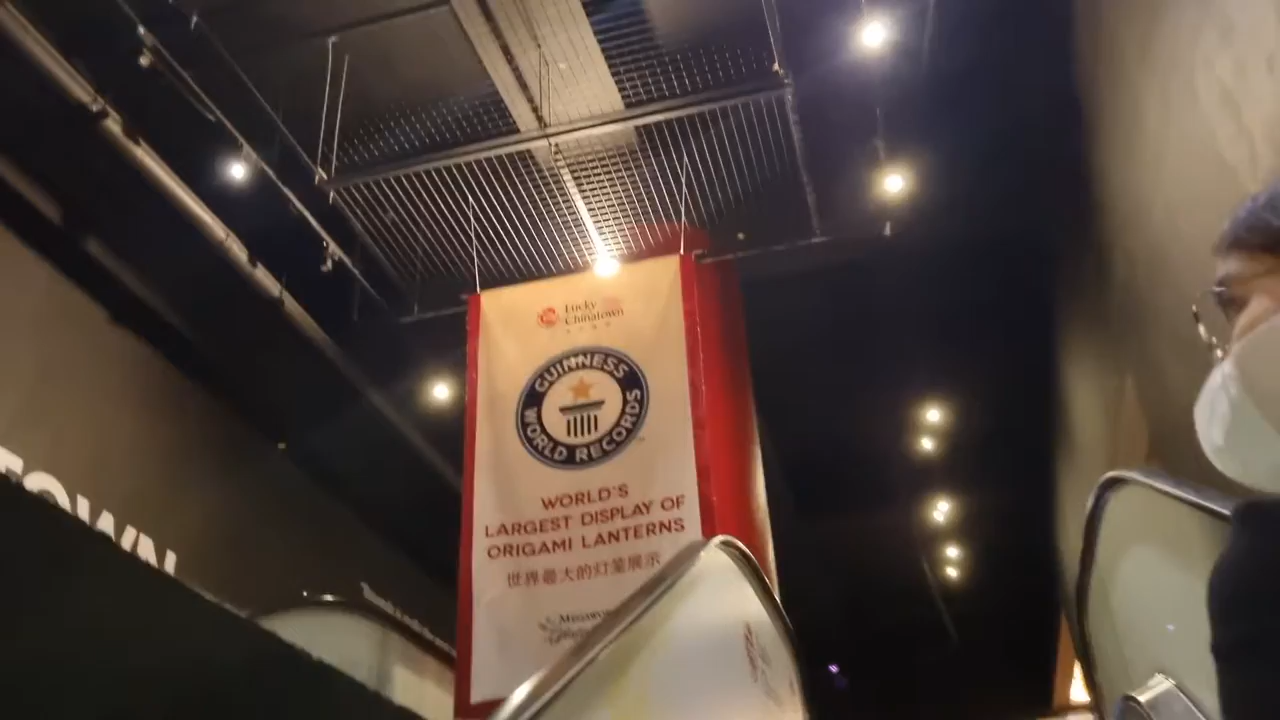 Lucky
Chinatown
GUINNESS
WORLD RECORDS
WORLD'S
LARGEST DISPLAY OF
ORIGAMI LANTERNS
世界最大的灯笼展示
TOWN